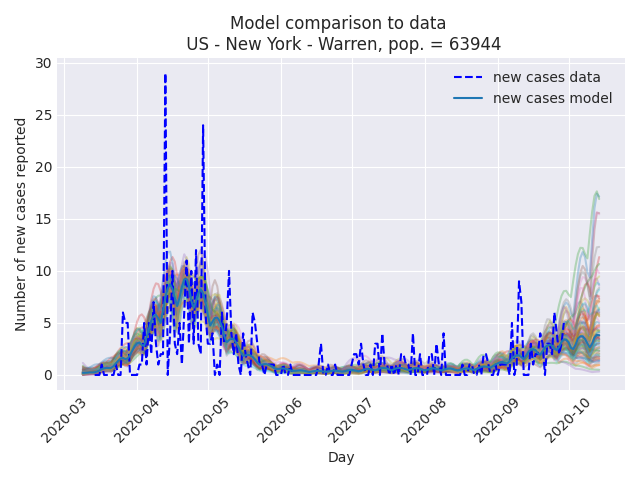 Model comparison to data
US - New York - Warren, pop. = 63944
30
25
20
15
10
5
0
Number of new cases reported
new cases data
new cases model
2020-03
2020-04
2020-05
2020-06
2020-07
2020-08
2020-09
2020-10
Day